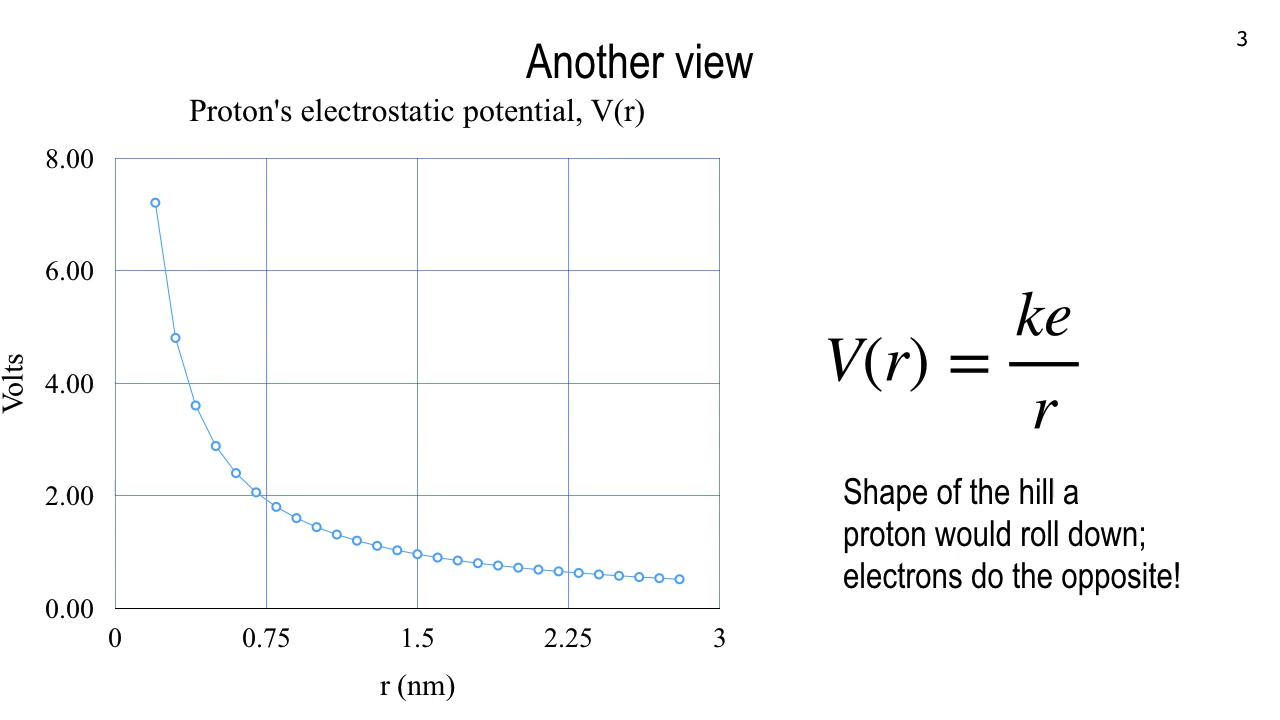 3
Another view
Proton's electrostatic potential, V(r)
8.00
6.00
4.00
2.00
0.00
Volts
0 0.75 1.5 2.25 3
r (nm)
V(r) = ke/r
Shape of the hill a
proton would roll down;
electrons do the opposite!